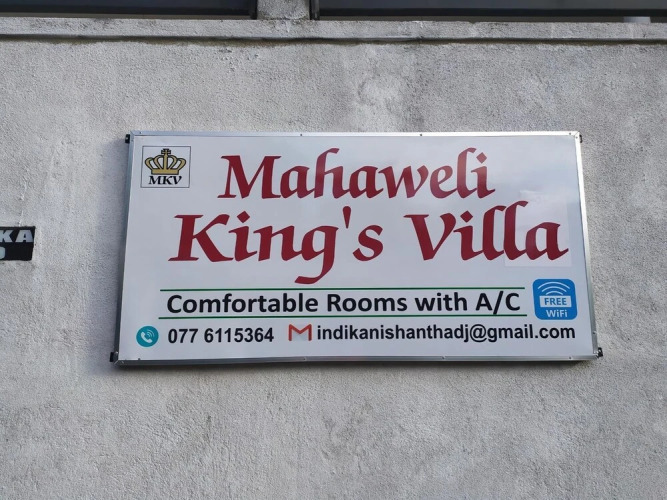 MKV
Mahaweli
King's Villa
Comfortable Rooms with A/C
FREE
WiFi
077 6115364
indikanishanthadj@gmail.com
KA